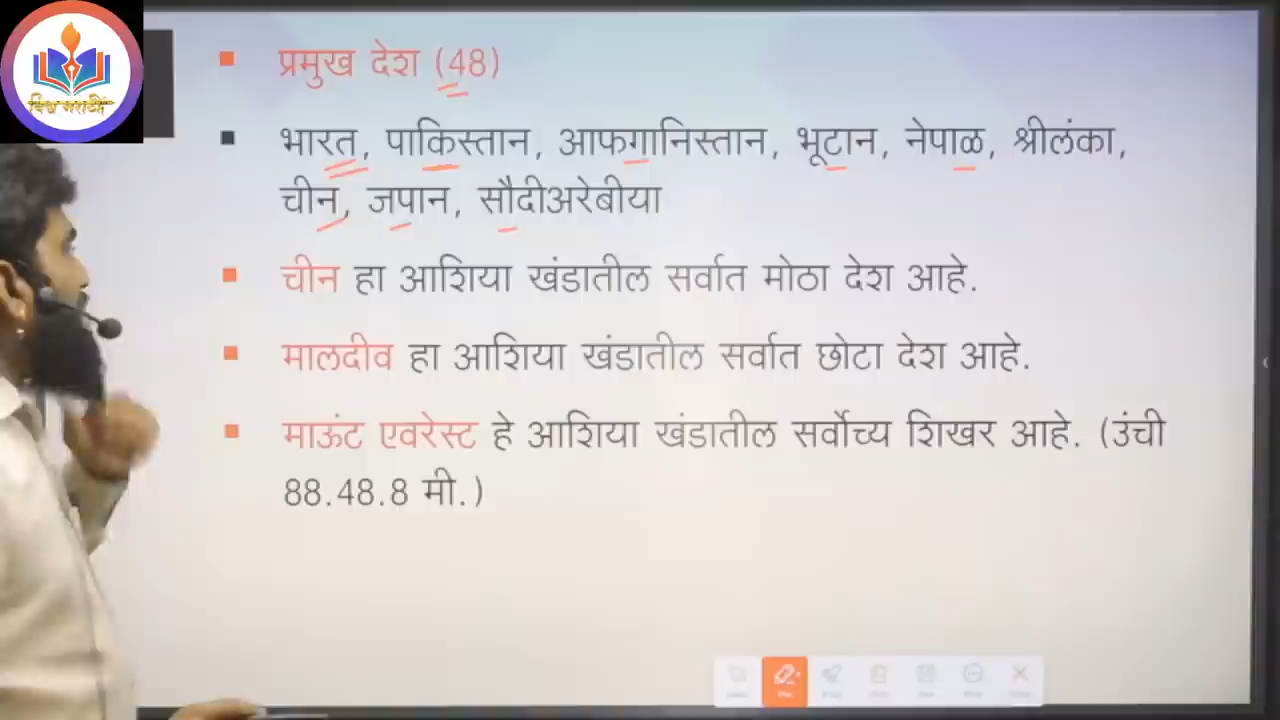 विश्व मराठी
प्रमुख देश (48)
भारत, पाकिस्तान, आफगानिस्तान, भूटान, नेपाळ, श्रीलंका,
चीन, जपान, सौदीअरेबीया
चीन हा आशिया खंडातील सर्वात मोठा देश आहे.
मालदीव हा आशिया खंडातील सर्वात छोटा देश आहे.
माऊंट एवरेस्ट हे आशिया खंडातील सर्वोच्य शिखर आहे. (उंची
88.48.8 मी.)